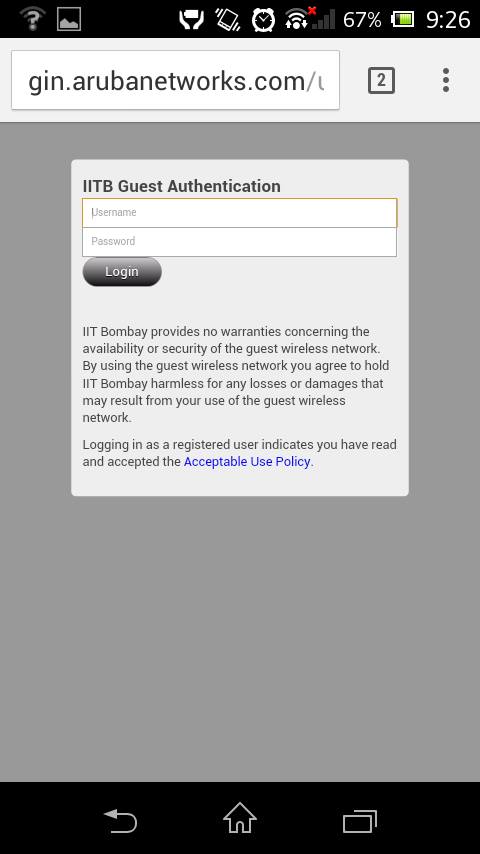 67% 9:26
gin.arubanetworks.com/u
2
IITB Guest Authentication
Username
Password
Login
IIT Bombay provides no warranties concerning the
availability or security of the guest wireless network.
By using the guest wireless network you agree to hold
IIT Bombay harmless for any losses or damages that
may result from your use of the guest wireless
network.
Logging in as a registered user indicates you have read
and accepted the Acceptable Use Policy.